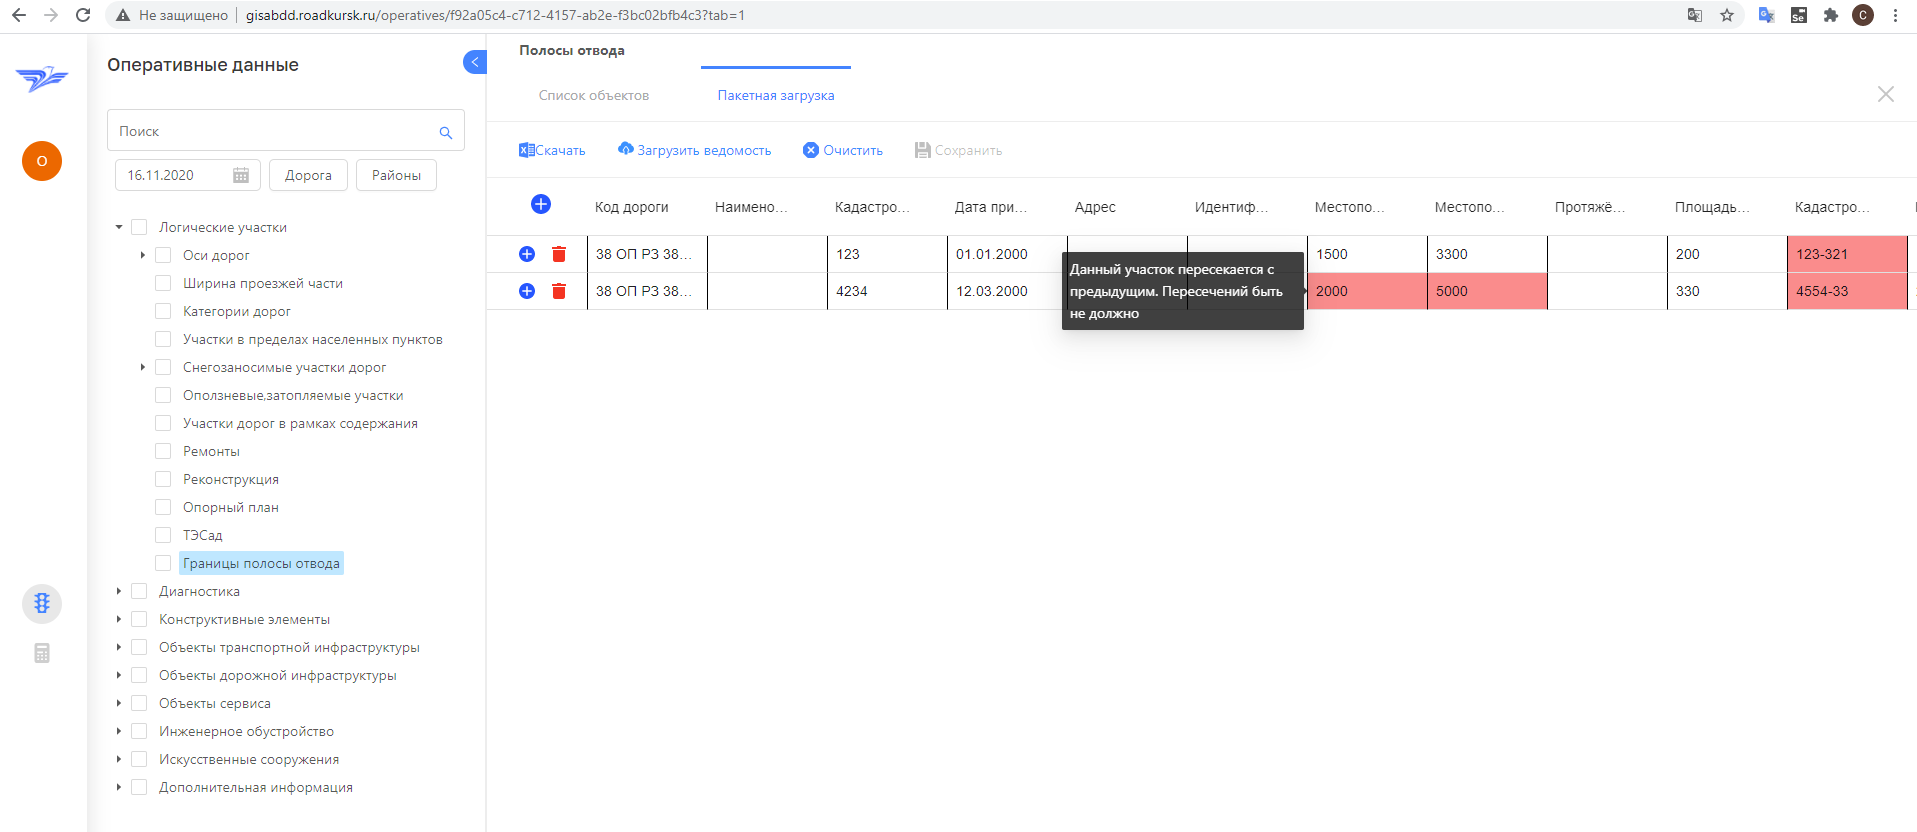 Не защищено
gisabdd.roadkursk.ru/operatives/f92a05c4-c712-4157-ab2e-f3bc02bfb4c3?tab=1
Se
C
Оперативные данные
Поиск
16.11.2020
Дорога
Районы
O
Логические участки
Оси дорог
Ширина проезжей части
Категории дорог
Участки в пределах населенных пунктов
Снегозаносимые участки дорог
Оползневые,затопляемые участки
Участки дорог в рамках содержания
Ремонты
Реконструкция
Опорный план
ТЭСад
Границы полосы отвода
Диагностика
Конструктивные элементы
Объекты транспортной инфраструктуры
Объекты дорожной инфраструктуры
Объекты сервиса
Инженерное обустройство
Искусственные сооружения
Дополнительная информация
Полосы отвода
Список объектов
Пакетная загрузка
Скачать
Загрузить ведомость
Очистить
Сохранить
Код дороги Наимено... Кадастро... Дата при... Адрес Идентиф... Местопо... Местопо... Протяжё... Площадь... Кадастро...
38 ОП РЗ 38... 123 01.01.2000 1500 3300 200 123-321
38 ОП РЗ 38... 4234 12.03.2000 2000 5000 330 4554-33
Данный участок пересекается с
предыдущим. Пересечений быть
не должно